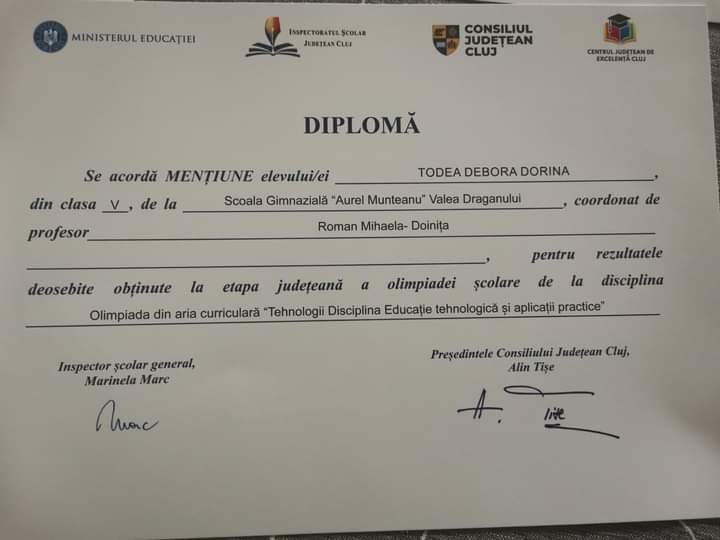 MINISTERUL EDUCAȚIEI
INSPECTORATUL ȘCOLAR
JUDEȚEAN CLUJ
CONSILIUL
JUDEȚEAN
CLUJ
CENTRUL JUDEȚEAN DE
EXCELENȚĂ CLUJ
DIPLOMĂ
Se acordă MENȚIUNE elevului/ei TODEA DEBORA DORINA,
din clasa V, de la Scoala Gimnazială “Aurel Munteanu” Valea Draganului, coordonat de
profesor Roman Mihaela- Doinița
, pentru rezultatele
deosebite obținute la etapa județeană a olimpiadei școlare de la disciplina
Olimpiada din aria curriculară “Tehnologii Disciplina Educație tehnologică și aplicații practice”
Inspector școlar general,
Marinela Marc
Președintele Consiliului Județean Cluj,
Alin Tișe
Marc
A. Tișe